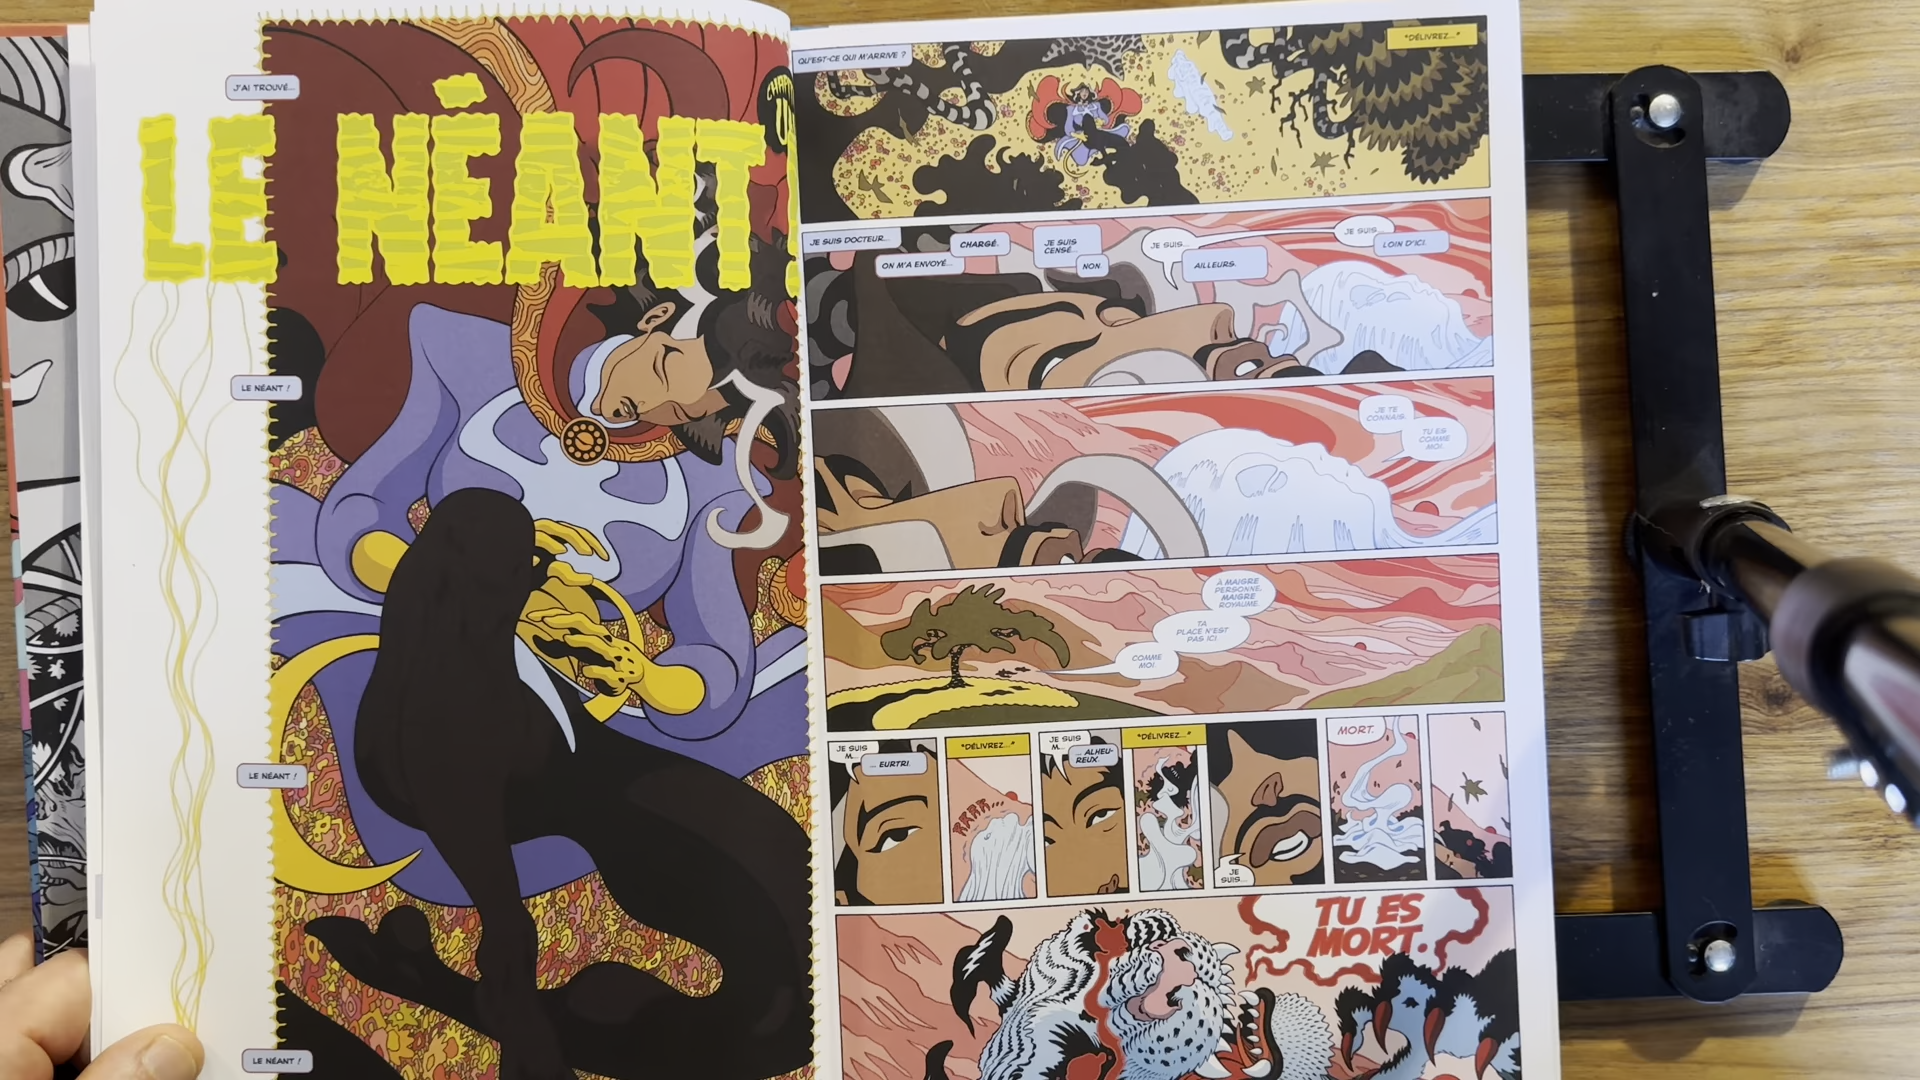 J'AI TROUVÉ...
LE NÉANT !
LE NÉANT !
LE NÉANT !
LE NÉANT !
QU'EST-CE QUI M'ARRIVE ?
"DÉLIVREZ..."
JE SUIS DOCTEUR...
ON M'A ENVOYÉ...
CHARGÉ.
JE SUIS
CENSÉ...
NON.
JE SUIS...
AILLEURS.
JE SUIS...
LOIN D'ICI.
JE TE
CONNAIS.
TU ES
COMME
MOI.
À MAIGRE
PERSONNE,
MAIGRE
ROYAUME.
TA
PLACE N'EST
PAS ICI
COMME
MOI.
JE SUIS
M...
... EURTRI.
"DÉLIVREZ..."
RRRR...
JE SUIS
M...
... ALHEU-
REUX.
"DÉLIVREZ..."
JE
SUIS...
MORT.
TU ES
MORT.